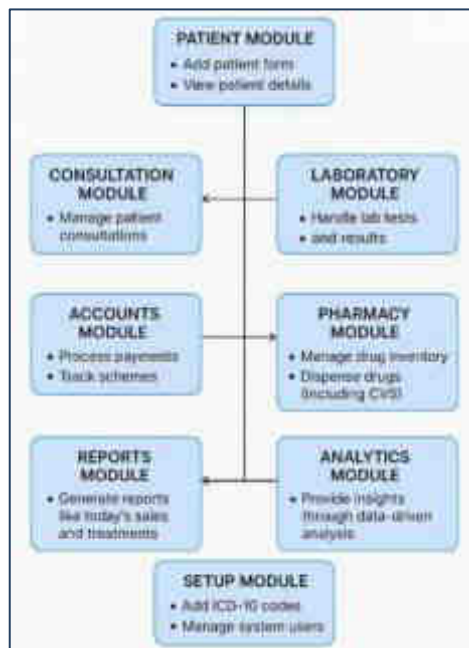 PATIENT MODULE
• Add patient form
• View patient details
CONSULTATION
MODULE
• Manage patient
consultations
LABORATORY
MODULE
• Handle lab tests
• and results
ACCOUNTS
MODULE
• Process payments
• Track schemes
PHARMACY
MODULE
• Manage drug inventory
• Dispense drugs
(including CVS)
REPORTS
MODULE
• Generate reports
like today's sales
and treatments
ANALYTICS
MODULE
• Provide insights
through data-driven
analysis
SETUP MODULE
• Add ICD-10 codes
• Manage system users